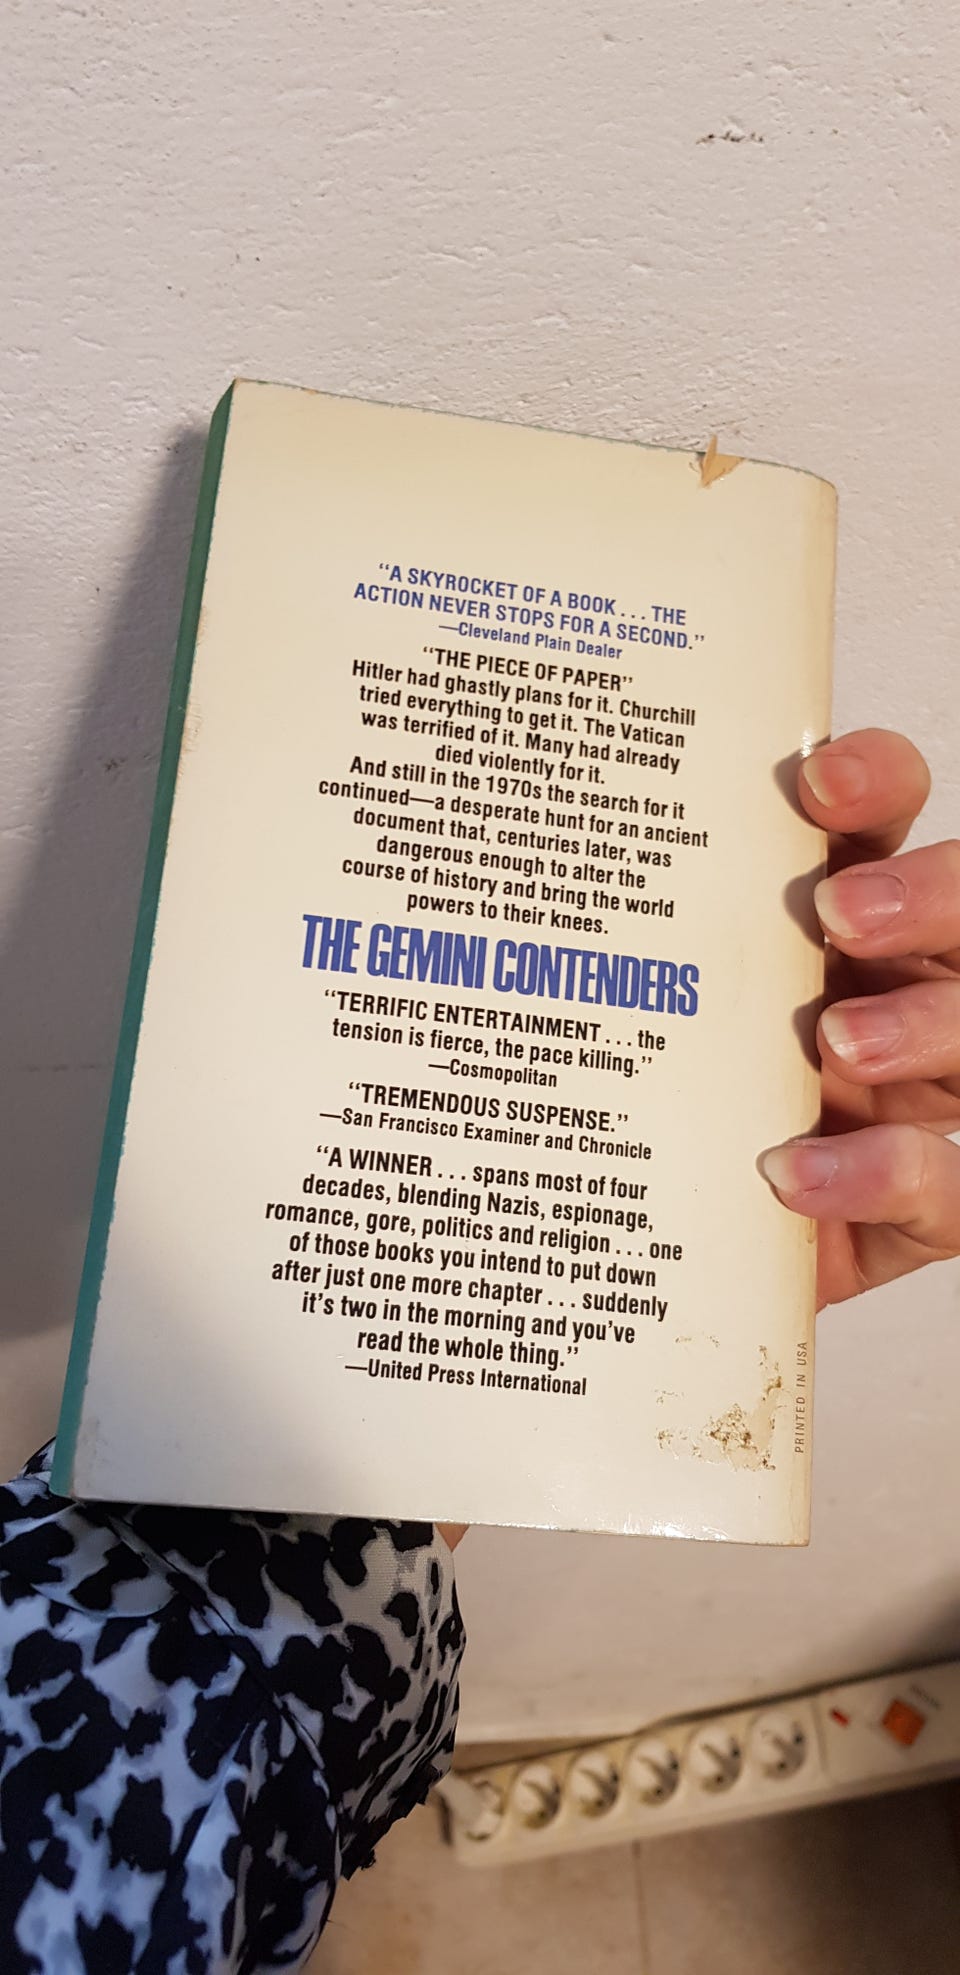 “A SKYROCKET OF A BOOK . . . THE
ACTION NEVER STOPS FOR A SECOND.”
—Cleveland Plain Dealer
“THE PIECE OF PAPER”
Hitler had ghastly plans for it. Churchill
tried everything to get it. The Vatican
was terrified of it. Many had already
died violently for it.
And still in the 1970s the search for it
continued—a desperate hunt for an ancient
document that, centuries later, was
dangerous enough to alter the
course of history and bring the world
powers to their knees.
THE GEMINI CONTENDERS
“TERRIFIC ENTERTAINMENT . . . the
tension is fierce, the pace killing.”
—Cosmopolitan
“TREMENDOUS SUSPENSE.”
—San Francisco Examiner and Chronicle
“A WINNER . . . spans most of four
decades, blending Nazis, espionage,
romance, gore, politics and religion . . . one
of those books you intend to put down
after just one more chapter . . . suddenly
it’s two in the morning and you’ve
read the whole thing.”
—United Press International
PRINTED IN USA